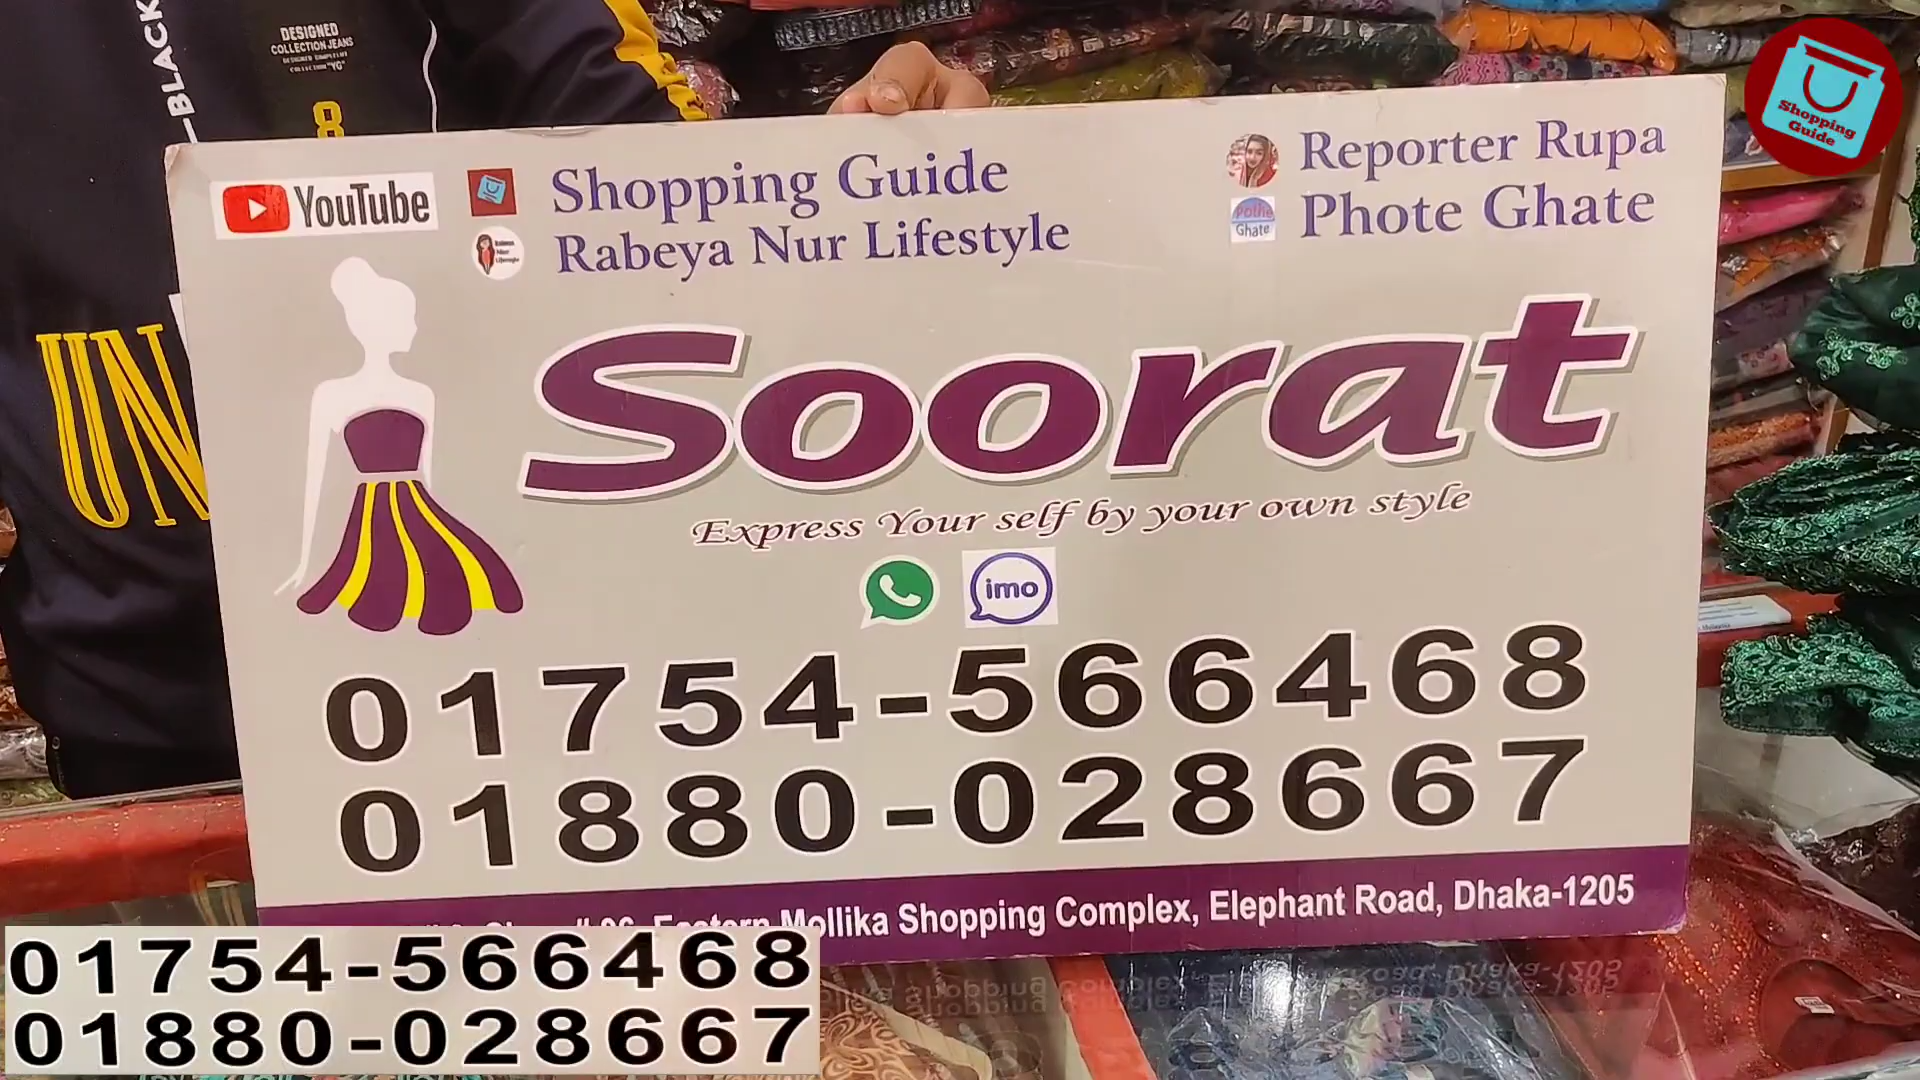 BLACK
DESIGNED
COLLECTION JEANS
"YG"
8
UN
YouTube
Shopping Guide
Rabeya Nur Lifestyle
Reporter Rupa
Phote Ghate
Pothe
Ghate
Shopping
Guide
Soorat
Express Your self by your own style
imo
01754-566468
01880-028667
Eastern Mollika Shopping Complex, Elephant Road, Dhaka-1205
01754-566468
01880-028667